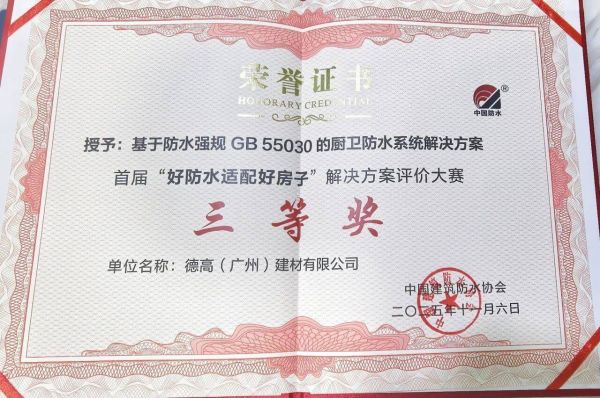 荣誉证书
HONORARY CREDENTIAL
中国防水
®
授予：基于防水强规 GB 55030 的厨卫防水系统解决方案
首届“好防水适配好房子”解决方案评价大赛
三等奖
单位名称：德高（广州）建材有限公司
中国建筑防水协会
二〇二五年十一月六日